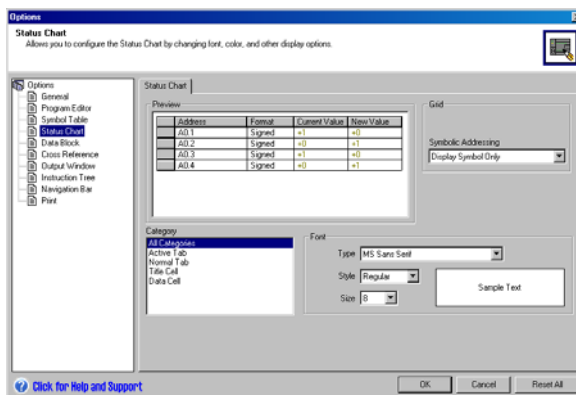 Options
Status Chart
Allows you to configure the Status Chart by changing font, color, and other display options.
Options
General
Program Editor
Symbol Table
Status Chart
Data Block
Cross Reference
Output Window
Instruction Tree
Navigation Bar
Print
Status Chart
Preview
Address Format Current Value New Value
A0.1 Signed +1 +0
A0.2 Signed +0 +1
A0.3 Signed +1 +0
A0.4 Signed +0 +1
Grid
Symbolic Addressing
Display Symbol Only
Category
All Categories
Active Tab
Normal Tab
Title Cell
Data Cell
Font
Type MS Sans Serif
Style Regular
Size 8
Sample Text
Click for Help and Support
OK Cancel Reset All